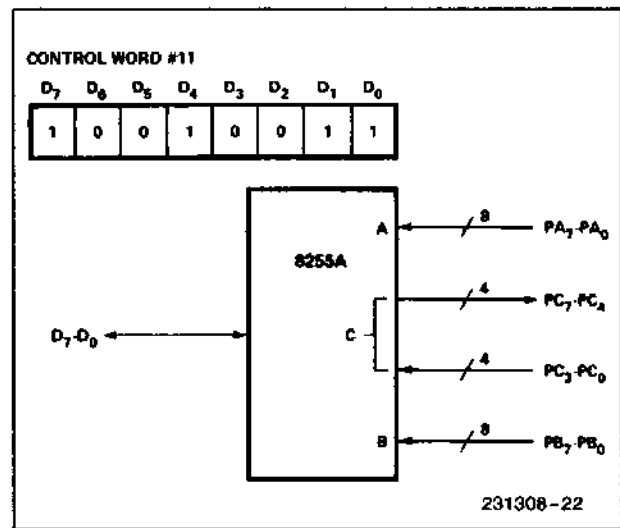 CONTROL WORD #11
D7 D6 D5 D4 D3 D2 D1 D0
1 0 0 1 0 0 1 1
8255A
A
8
PA7-PA0
4
PC7-PC4
D7-D0
C
4
PC3-PC0
B
8
PB7-PB0
231308-22